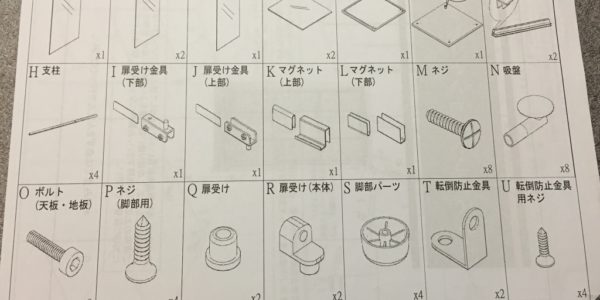 x1
x2
x1
x1
x1
x2
H 支柱
I 扉受け金具
(下部)
J 扉受け金具
(上部)
K マグネット
(上部)
L マグネット
(下部)
M ネジ
N 吸盤
x4
x1
x1
x1
x1
x8
x8
O ボルト
(天板・地板)
P ネジ
(脚部用)
Q 扉受け
R 扉受け(本体)
S 脚部パーツ
T 転倒防止金具
U 転倒防止金具
用ネジ
x4
x2
x2
x4
x2
x4